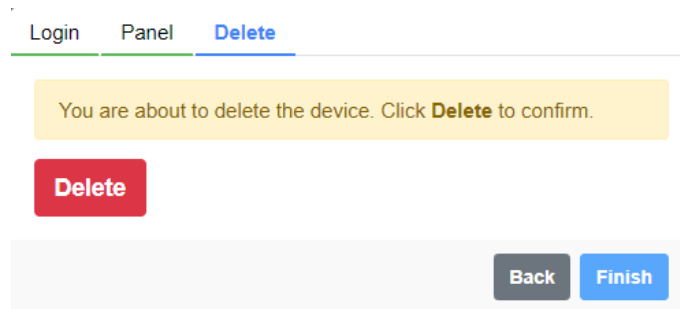 Login Panel Delete
You are about to delete the device. Click Delete to confirm.
Delete
Back Finish